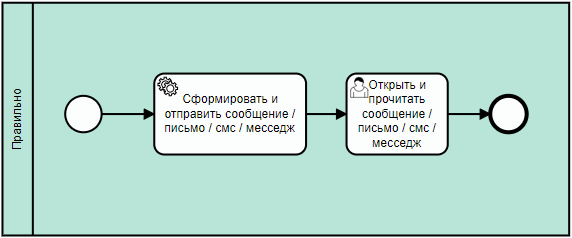 Правильно
Сформировать и
отправить сообщение /
письмо / смс / месседж
Открыть и
прочитать
сообщение /
письмо / смс /
месседж